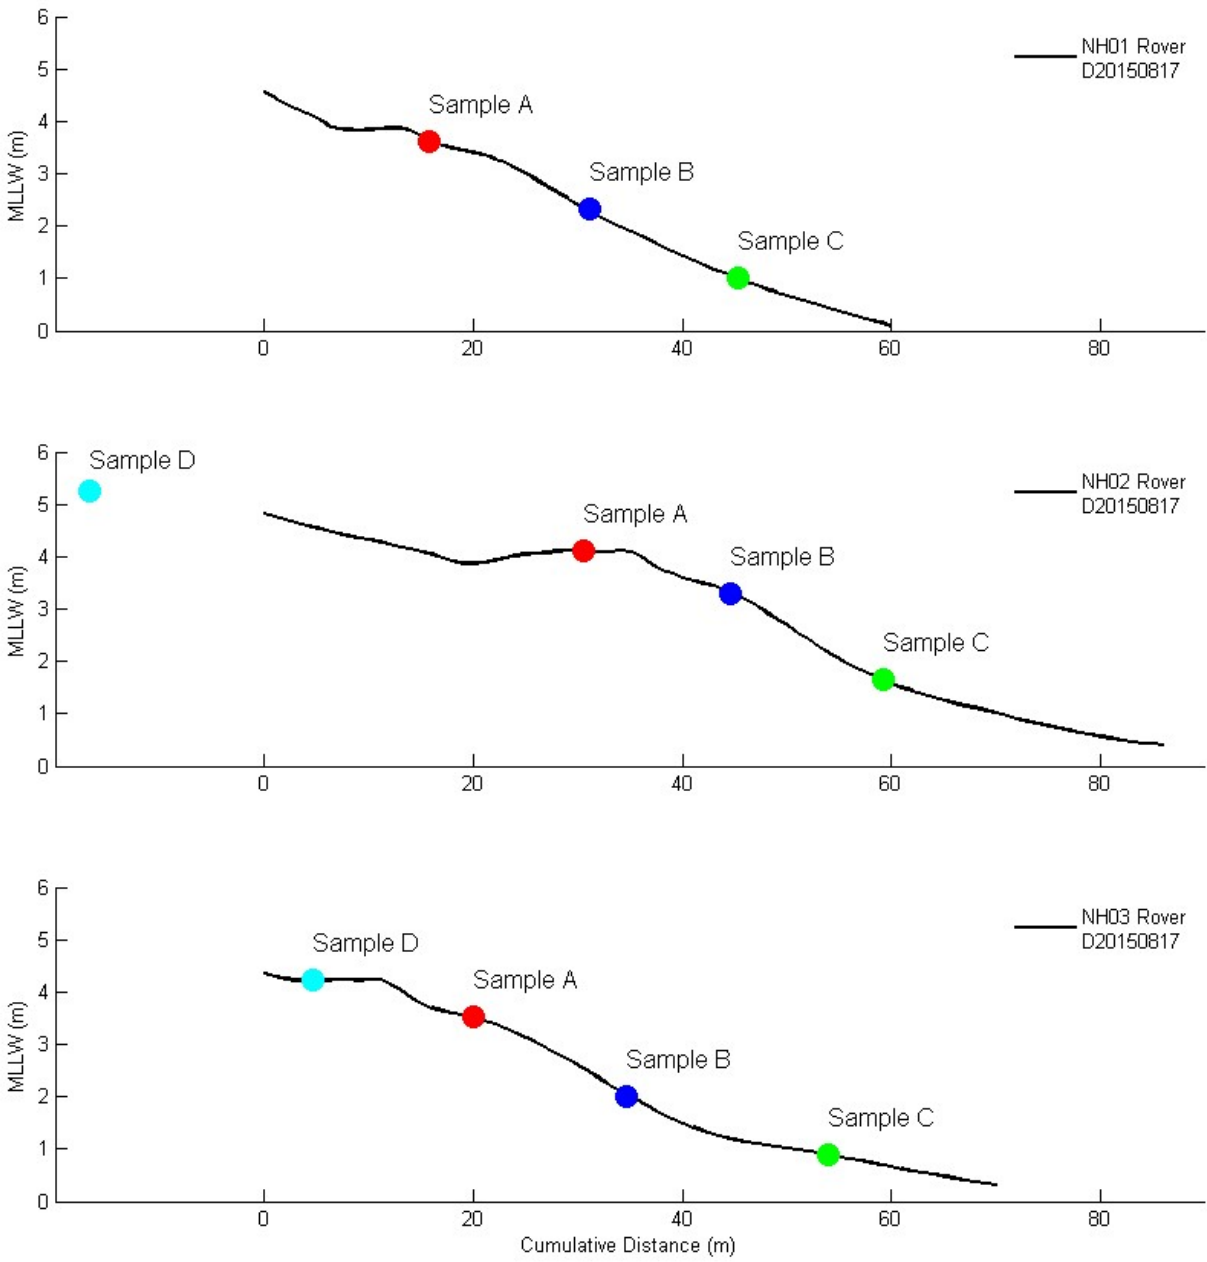 6
5
4
3
2
1
0
MLLW (m)
NH01 Rover
D20150817
Sample A
Sample B
Sample C
0 20 40 60 80
6
5
4
3
2
1
0
MLLW (m)
Sample D
NH02 Rover
D20150817
Sample A
Sample B
Sample C
0 20 40 60 80
6
5
4
3
2
1
0
MLLW (m)
NH03 Rover
D20150817
Sample D
Sample A
Sample B
Sample C
0 20 40 60 80
Cumulative Distance (m)